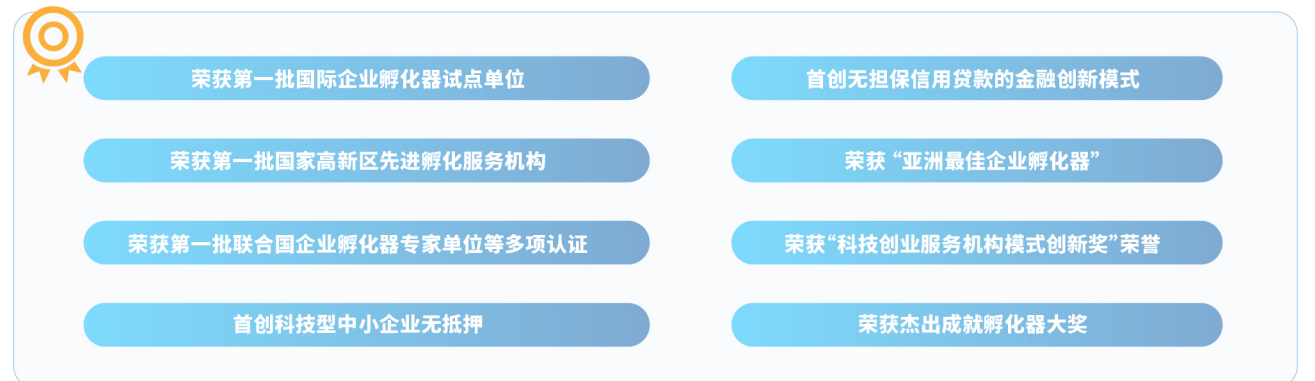 荣获第一批国际企业孵化器试点单位
荣获第一批国家高新区先进孵化服务机构
荣获第一批联合国企业孵化器专家单位等多项认证
首创科技型中小企业无抵押
首创无担保信用贷款的金融创新模式
荣获 “亚洲最佳企业孵化器”
荣获“科技创业服务机构模式创新奖”荣誉
荣获杰出成就孵化器大奖